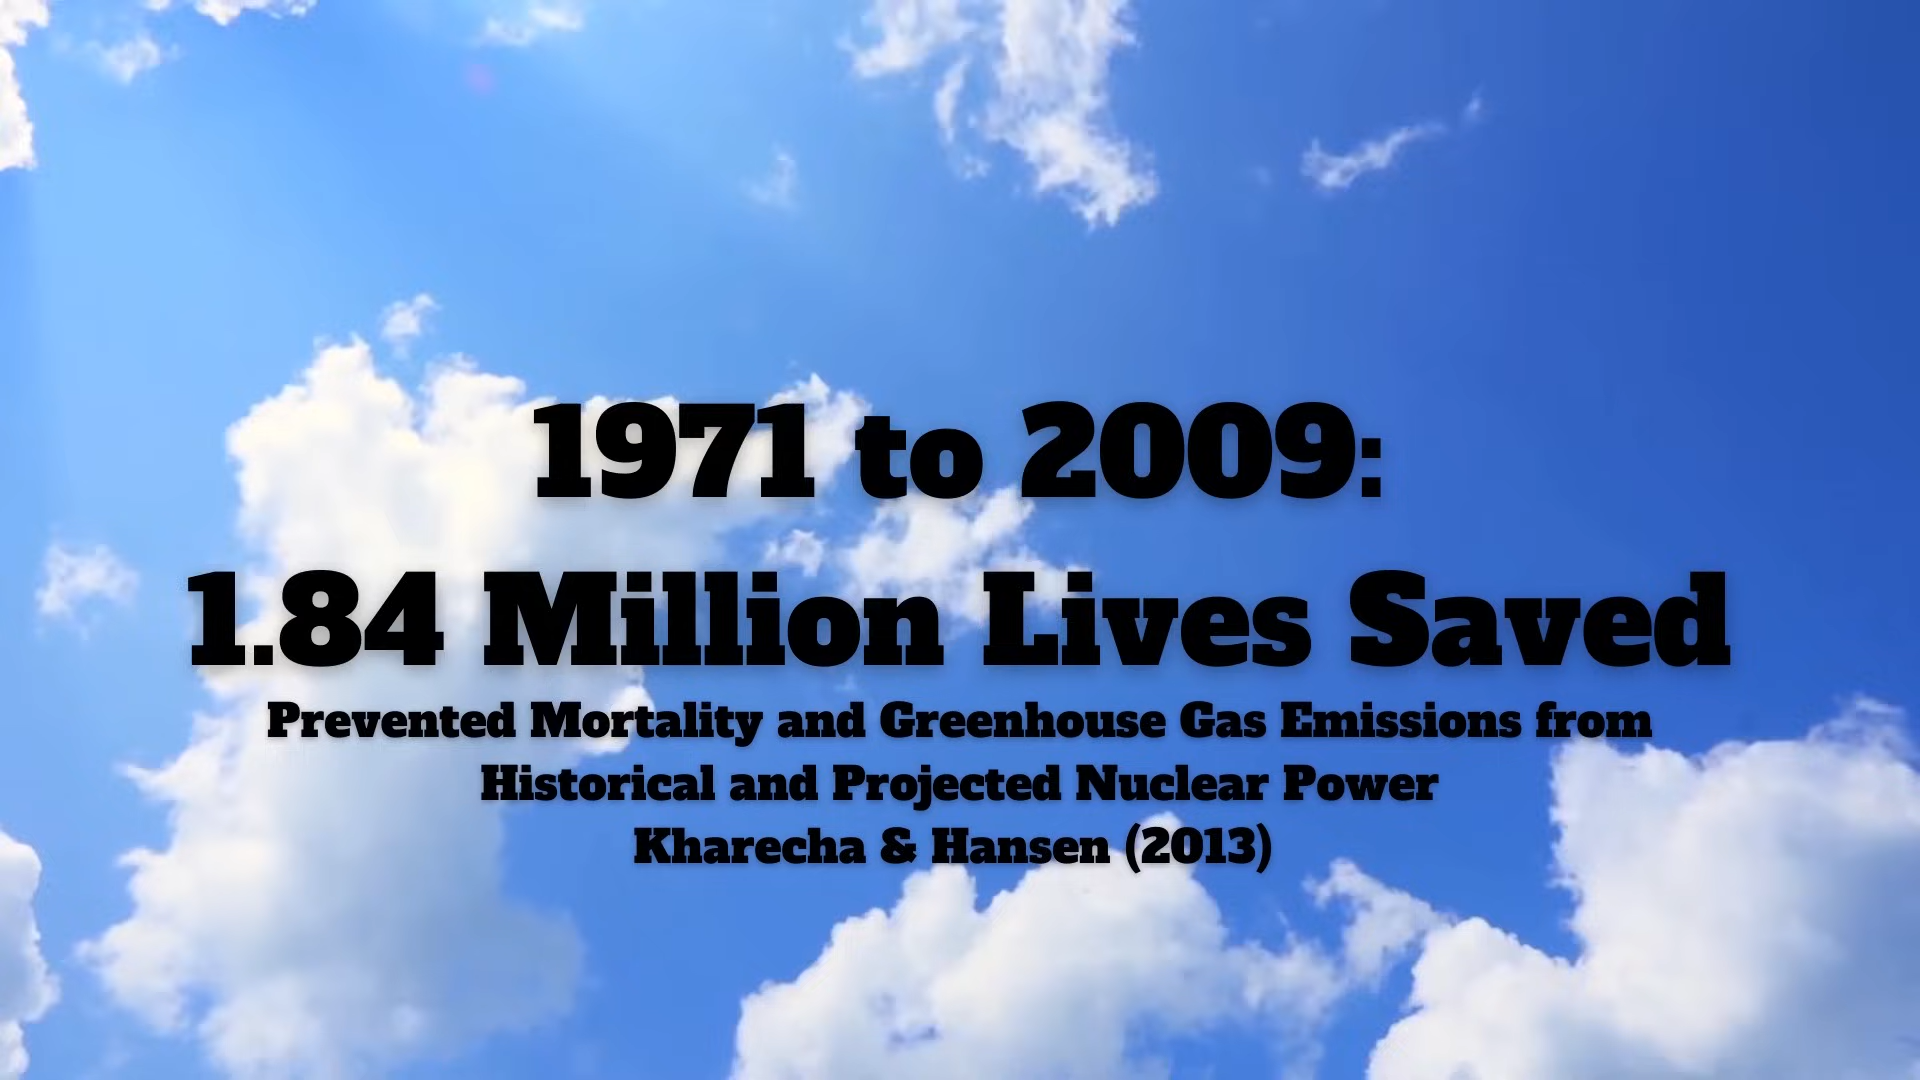 1971 to 2009:
1.84 Million Lives Saved
Prevented Mortality and Greenhouse Gas Emissions from
Historical and Projected Nuclear Power
Kharecha & Hansen (2013)